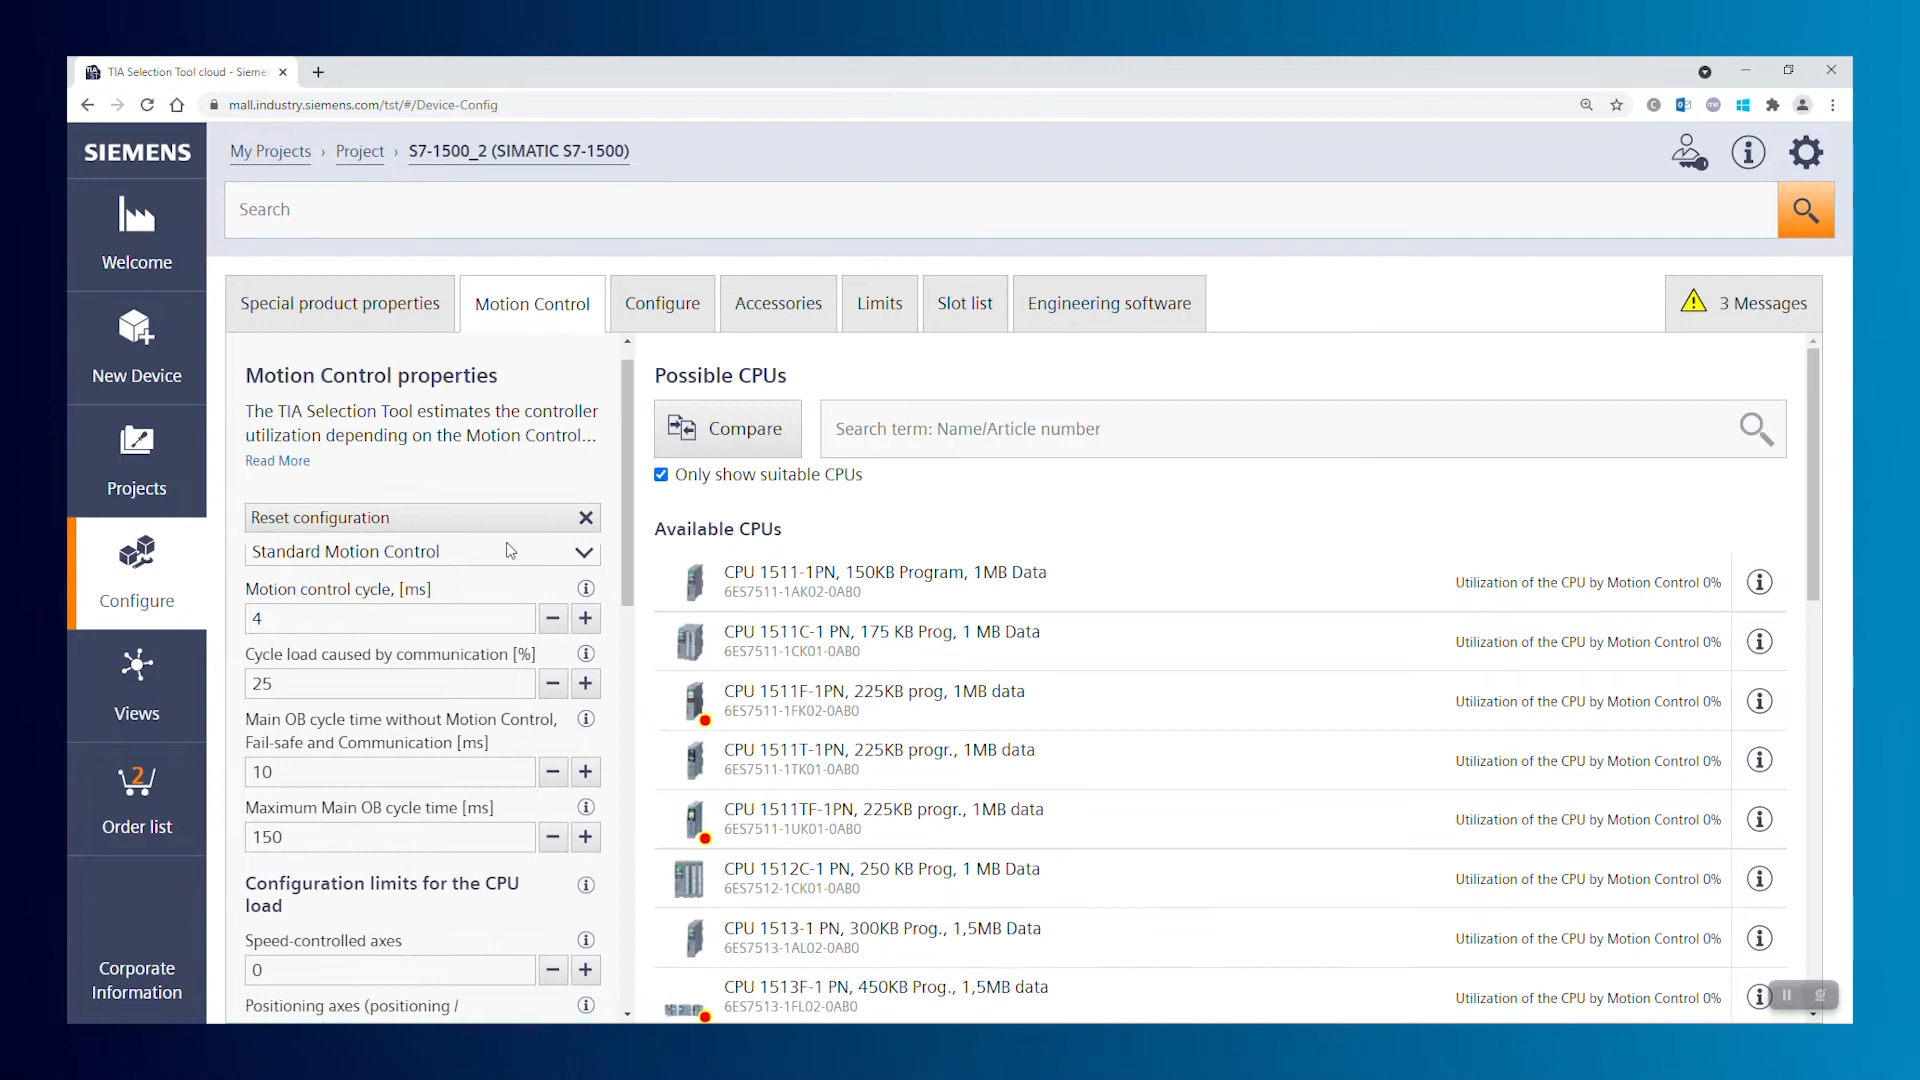 TIA Selection Tool cloud - Siemen
mall.industry.siemens.com/tst/#/Device-Config
SIEMENS
My Projects › Project › S7-1500_2 (SIMATIC S7-1500)
Search
Welcome
New Device
Projects
Configure
Views
2
Order list
Corporate
Information
Special product properties
Motion Control
Configure
Accessories
Limits
Slot list
Engineering software
3 Messages
Motion Control properties
The TIA Selection Tool estimates the controller
utilization depending on the Motion Control...
Read More
Reset configuration
Standard Motion Control
Motion control cycle, [ms]
4
Cycle load caused by communication [%]
25
Main OB cycle time without Motion Control,
Fail-safe and Communication [ms]
10
Maximum Main OB cycle time [ms]
150
Configuration limits for the CPU
load
Speed-controlled axes
0
Positioning axes (positioning /
Possible CPUs
Compare
Search term: Name/Article number
Only show suitable CPUs
Available CPUs
CPU 1511-1PN, 150KB Program, 1MB Data
6ES7511-1AK02-0AB0
Utilization of the CPU by Motion Control 0%
CPU 1511C-1 PN, 175 KB Prog, 1 MB Data
6ES7511-1CK01-0AB0
Utilization of the CPU by Motion Control 0%
CPU 1511F-1PN, 225KB prog, 1MB data
6ES7511-1FK02-0AB0
Utilization of the CPU by Motion Control 0%
CPU 1511T-1PN, 225KB progr., 1MB data
6ES7511-1TK01-0AB0
Utilization of the CPU by Motion Control 0%
CPU 1511TF-1PN, 225KB progr., 1MB data
6ES7511-1UK01-0AB0
Utilization of the CPU by Motion Control 0%
CPU 1512C-1 PN, 250 KB Prog, 1 MB Data
6ES7512-1CK01-0AB0
Utilization of the CPU by Motion Control 0%
CPU 1513-1 PN, 300KB Prog., 1,5MB Data
6ES7513-1AL02-0AB0
Utilization of the CPU by Motion Control 0%
CPU 1513F-1 PN, 450KB Prog., 1,5MB data
6ES7513-1FL02-0AB0
Utilization of the CPU by Motion Control 0%